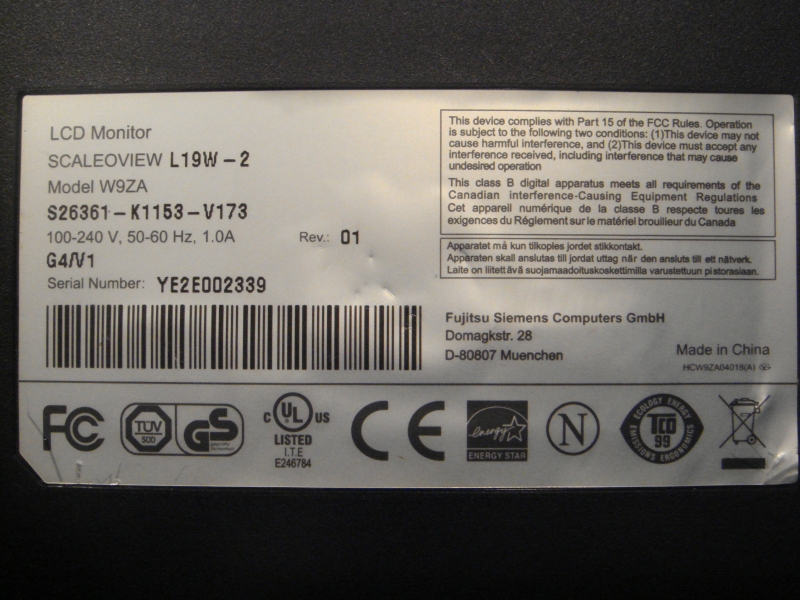 LCD Monitor
SCALEOVIEW L19W-2
Model W9ZA
S26361-K1153-V173
100-240 V, 50-60 Hz, 1.0A
Rev.: 01
G4/V1
Serial Number: YE2E002339
This device complies with Part 15 of the FCC Rules. Operation
is subject to the following two conditions: (1)This device may not
cause harmful interference, and (2)This device must accept any
interference received, including interference that may cause
undesired operation
This class B digital apparatus meets all requirements of the
Canadian interference-Causing Equipment Regulations
Cet appareil numérique de la classe B respecte toures les
exigences du Réglement sur le matériel brouilleur du Canada
Apparatet må kun tilkoples jordet stikkontakt.
Apparaten skall anslutas till jordat uttag när den ansluts till ett nätverk.
Laite on liitettävä suojamaadoituskoskettimilla varustettuun pistorasiaan.
Fujitsu Siemens Computers GmbH
Domagkstr. 28
D-80807 Muenchen
Made in China
HCW9ZA04018(A)
FC
TUV
SUD
GS
C UL US
LISTED
I.T.E
E246784
CE
energy
ENERGY STAR
N
ECOLOGY ENERGY
TCO
99
EMISSIONS ERGONOMICS